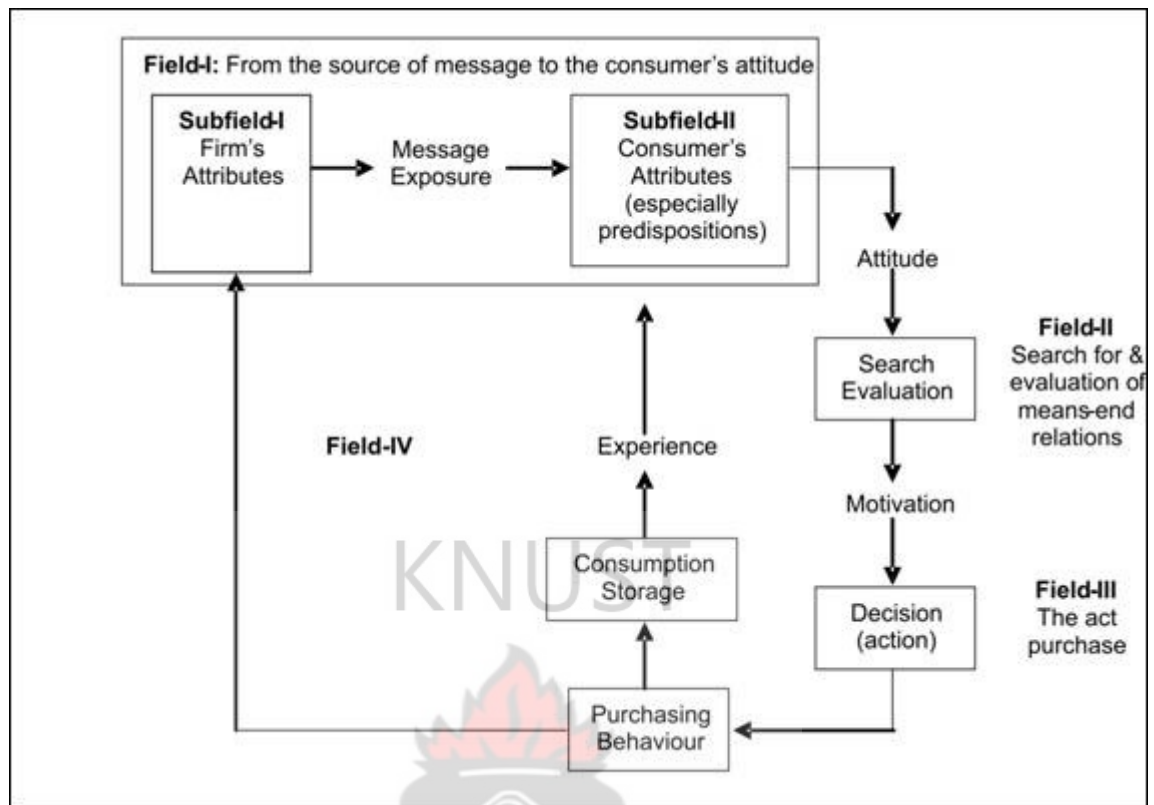 Field-I: From the source of message to the consumer's attitude
Subfield-I
Firm's
Attributes
Message
Exposure
Subfield-II
Consumer's
Attributes
(especially
predispositions)
Attitude
Search
Evaluation
Field-II
Search for &
evaluation of
means-end
relations
Motivation
Decision
(action)
Field-III
The act
purchase
Field-IV
Experience
Consumption
Storage
KNUST
Purchasing
Behaviour